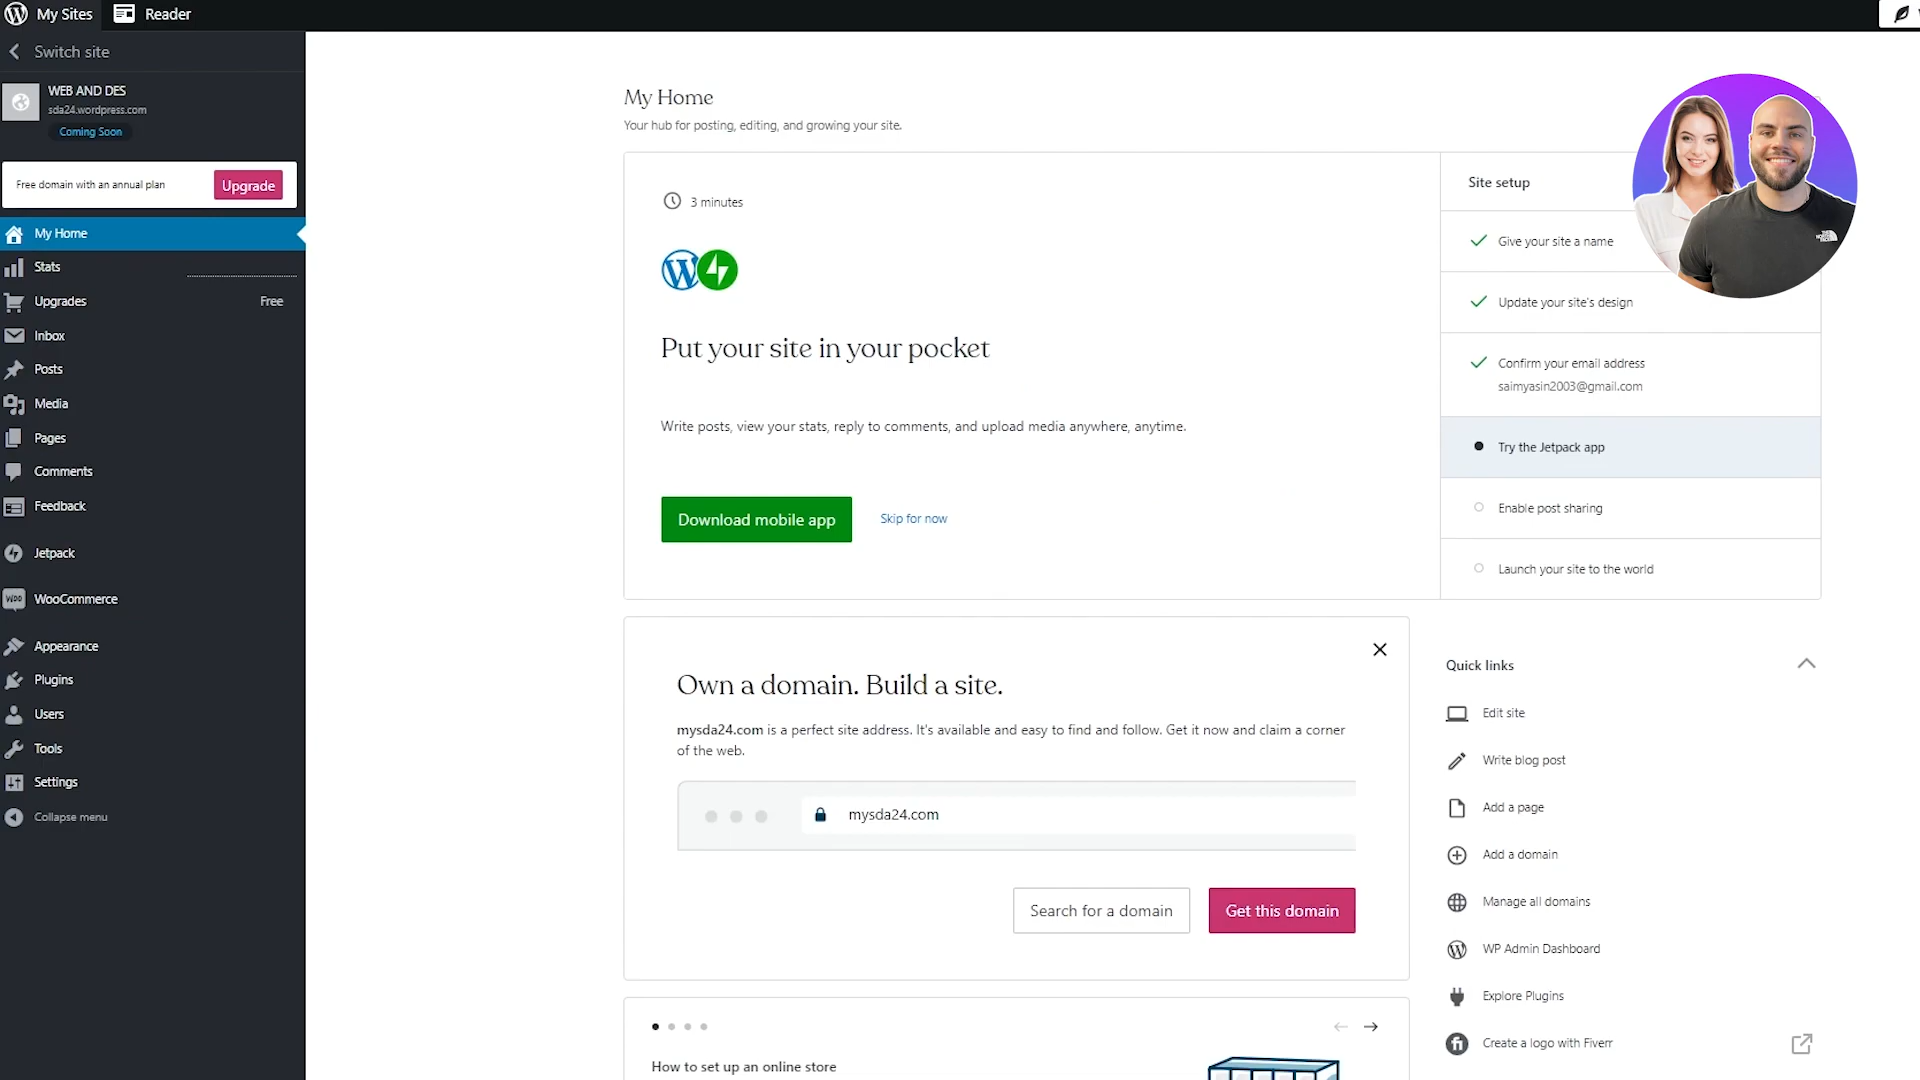 My Sites
Reader
Switch site
WEB AND DES
sda24.wordpress.com
Coming Soon
Free domain with an annual plan
Upgrade
My Home
Stats
Upgrades
Free
Inbox
Posts
Media
Pages
Comments
Feedback
Jetpack
WooCommerce
Appearance
Plugins
Users
Tools
Settings
Collapse menu
My Home
Your hub for posting, editing, and growing your site.
3 minutes
Put your site in your pocket
Write posts, view your stats, reply to comments, and upload media anywhere, anytime.
Download mobile app
Skip for now
Site setup
Give your site a name
Update your site's design
Confirm your email address
saimyasin2003@gmail.com
Try the Jetpack app
Enable post sharing
Launch your site to the world
Own a domain. Build a site.
mysda24.com is a perfect site address. It's available and easy to find and follow. Get it now and claim a corner
of the web.
mysda24.com
Search for a domain
Get this domain
How to set up an online store
Quick links
Edit site
Write blog post
Add a page
Add a domain
Manage all domains
WP Admin Dashboard
Explore Plugins
Create a logo with Fiverr